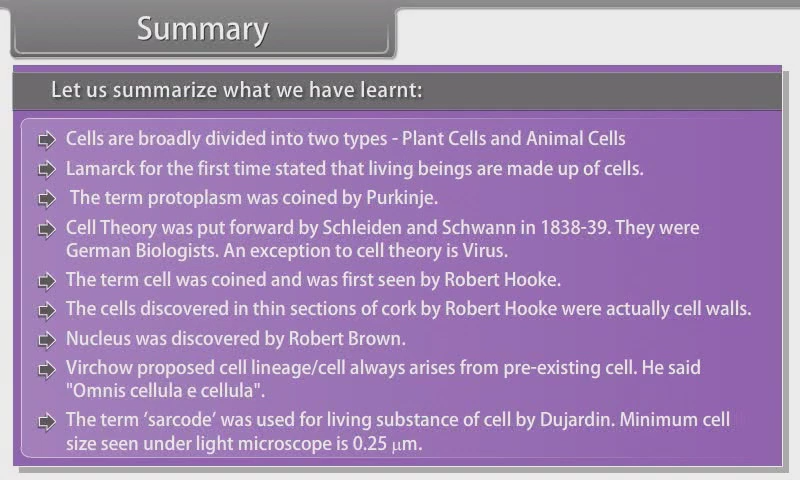 Summary
Let us summarize what we have learnt:
Cells are broadly divided into two types - Plant Cells and Animal Cells
Lamarck for the first time stated that living beings are made up of cells.
The term protoplasm was coined by Purkinje.
Cell Theory was put forward by Schleiden and Schwann in 1838-39. They were
German Biologists. An exception to cell theory is Virus.
The term cell was coined and was first seen by Robert Hooke.
The cells discovered in thin sections of cork by Robert Hooke were actually cell walls.
Nucleus was discovered by Robert Brown.
Virchow proposed cell lineage/cell always arises from pre-existing cell. He said
"Omnis cellula e cellula".
The term ‘sarcode’ was used for living substance of cell by Dujardin. Minimum cell
size seen under light microscope is 0.25 μm.